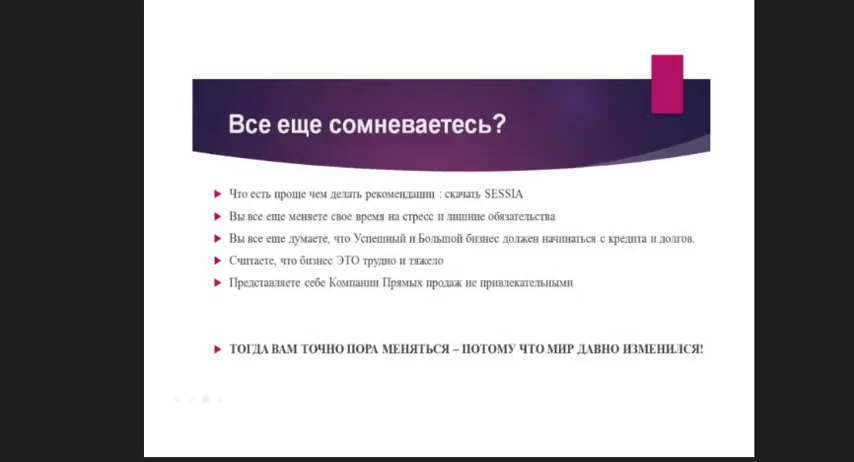 Все еще сомневаетесь?
Что есть проще чем делать рекомендации : скачать SESSIA
Вы все еще меняете свое время на стресс и лишние обязательства
Вы все еще думаете, что Успешный и Большой бизнес должен начинаться с кредита и долгов.
Считаете, что бизнес ЭТО трудно и тяжело
Представляете себе Компании Прямых продаж не привлекательными
ТОГДА ВАМ ТОЧНО ПОРА МЕНЯТЬСЯ – ПОТОМУ ЧТО МИР ДАВНО ИЗМЕНИЛСЯ!